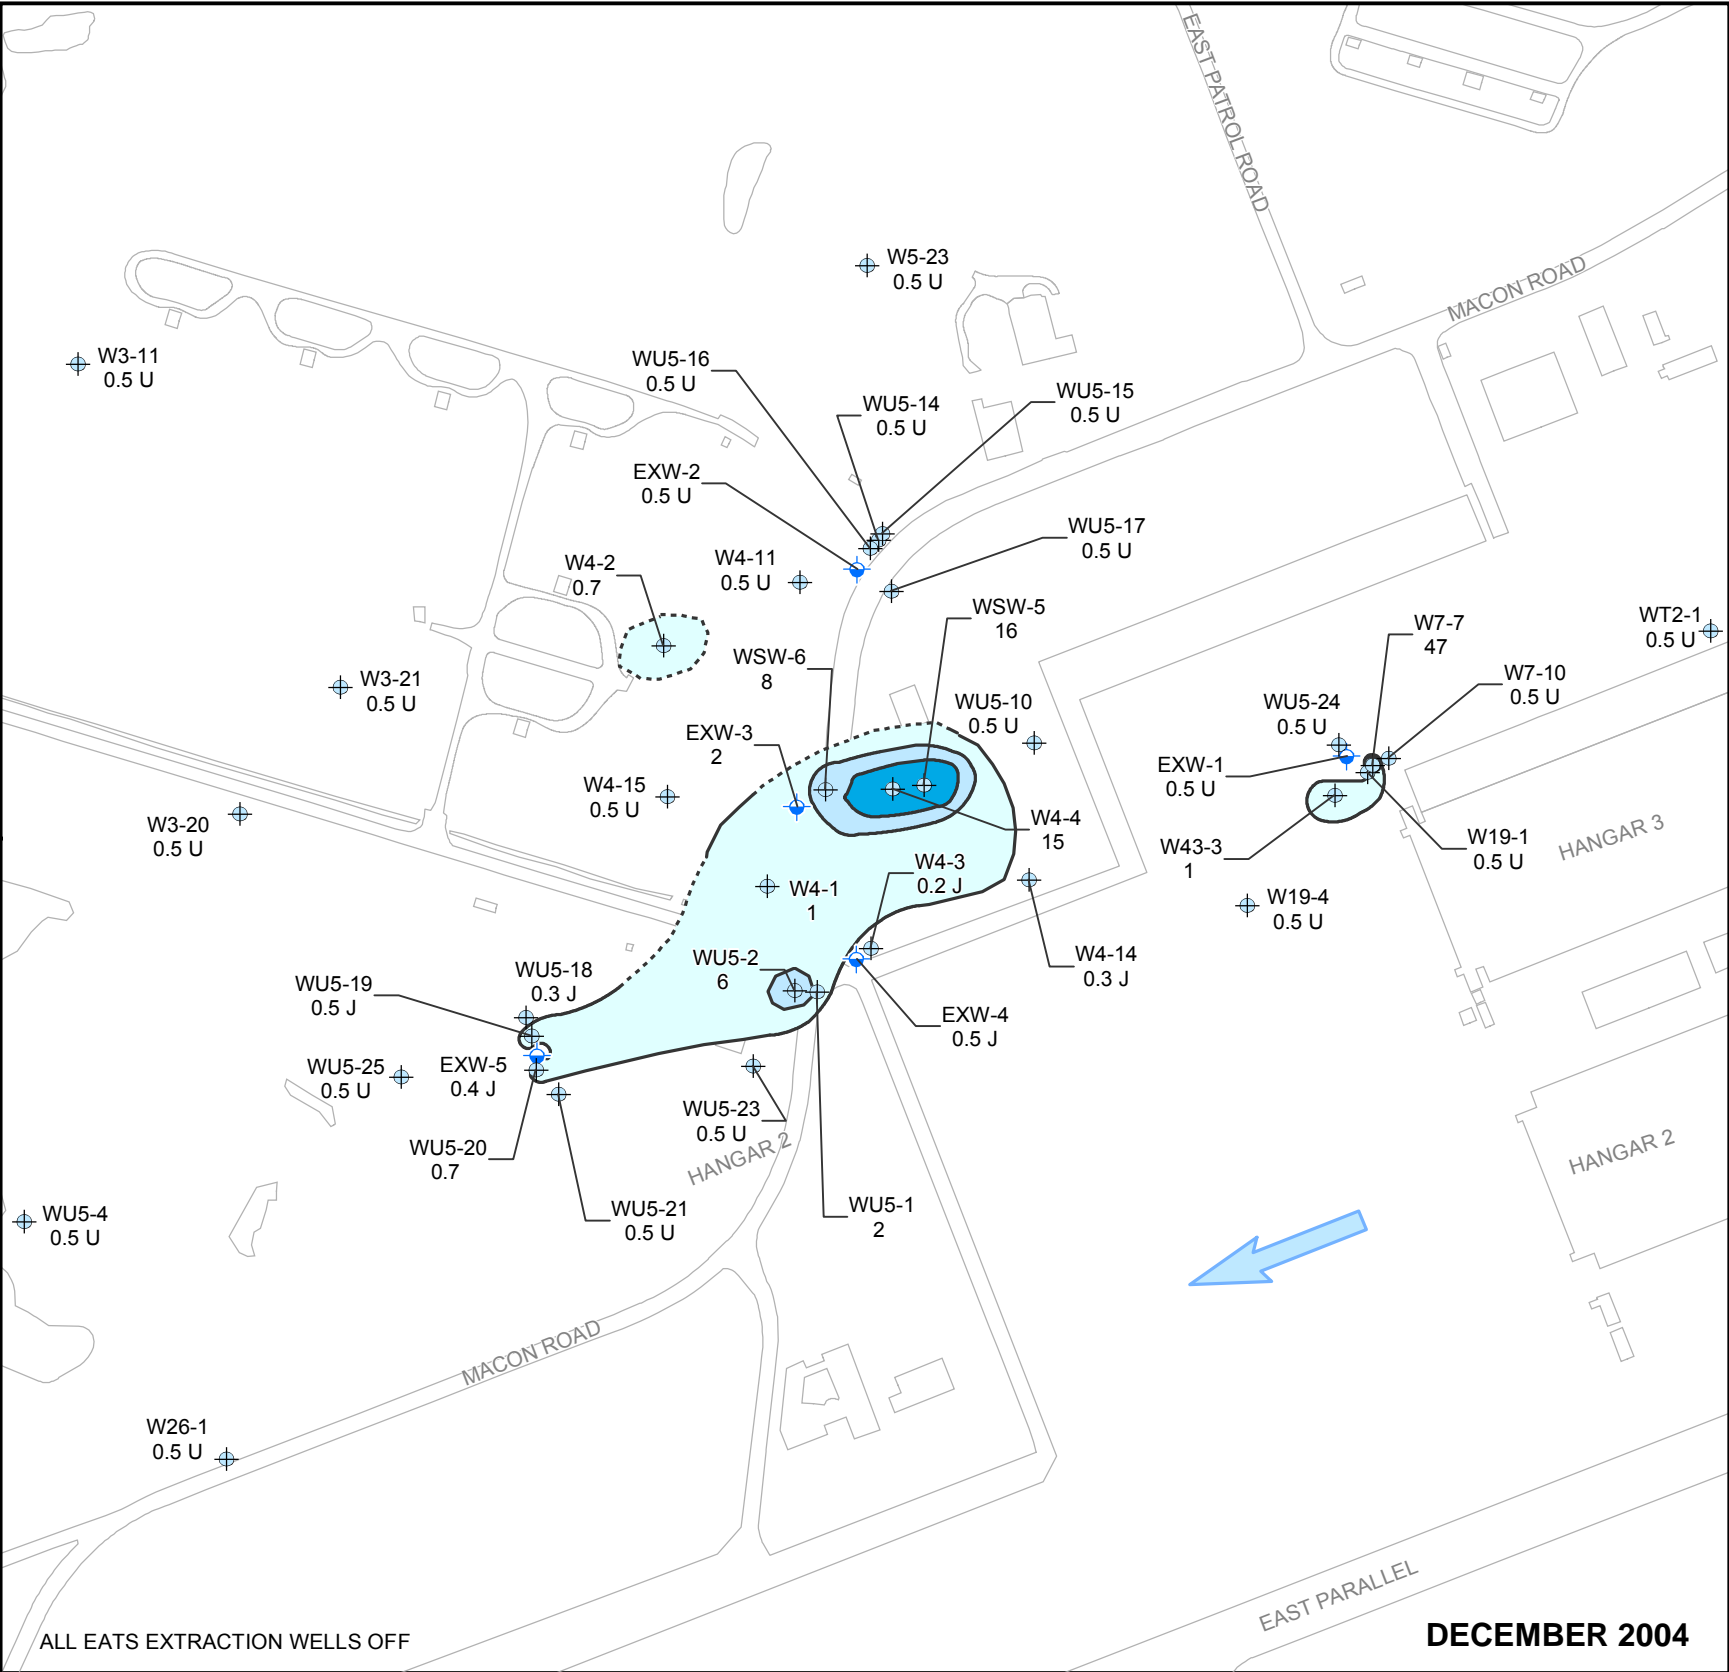 EAST PATROL ROAD
MACON ROAD
W5-23
0.5 U
W3-11
0.5 U
WU5-16
0.5 U
WU5-14
0.5 U
WU5-15
0.5 U
EXW-2
0.5 U
WU5-17
0.5 U
W4-11
0.5 U
W4-2
0.7
WSW-5
16
WSW-6
8
W7-7
47
WT2-1
0.5 U
W3-21
0.5 U
W7-10
0.5 U
WU5-10
0.5 U
WU5-24
0.5 U
EXW-3
2
EXW-1
0.5 U
W4-15
0.5 U
W3-20
0.5 U
W4-4
15
W43-3
1
W19-1
0.5 U
HANGAR 3
W4-3
0.2 J
W4-1
1
W19-4
0.5 U
W4-14
0.3 J
WU5-2
6
WU5-18
0.3 J
WU5-19
0.5 J
EXW-4
0.5 J
WU5-25
0.5 U
EXW-5
0.4 J
WU5-23
0.5 U
WU5-20
0.7
HANGAR 2
HANGAR 2
WU5-21
0.5 U
WU5-1
2
WU5-4
0.5 U
MACON ROAD
W26-1
0.5 U
EAST PARALLEL
ALL EATS EXTRACTION WELLS OFF
DECEMBER 2004